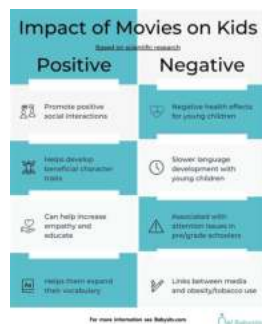 Impact of Movies on Kids
Based on scientific research
Positive
Negative
Promote positive
social interactions
Negative health effects
for young children
Helps develop
beneficial character
traits
Slower language
development with
young children
Can help increase
empathy and
educate
Associated with
attention issues in
pre/grade schoolers
Helps them expand
their vocabulary
Links between media
and obesity/tobacco use
For more information see